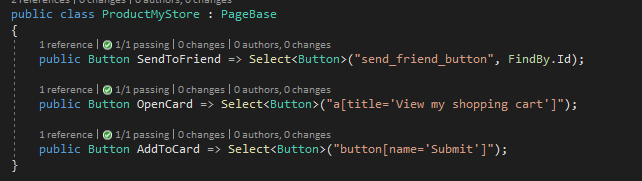 2 references | 0 changes | 0 authors, 0 changes
public class ProductMyStore : PageBase
{
1 reference | 1/1 passing | 0 changes | 0 authors, 0 changes
public Button SendToFriend => Select<Button>("send_friend_button", FindBy.Id);
1 reference | 1/1 passing | 0 changes | 0 authors, 0 changes
public Button OpenCard => Select<Button>("a[title='View my shopping cart']");
1 reference | 1/1 passing | 0 changes | 0 authors, 0 changes
public Button AddToCard => Select<Button>("button[name='Submit']");
}